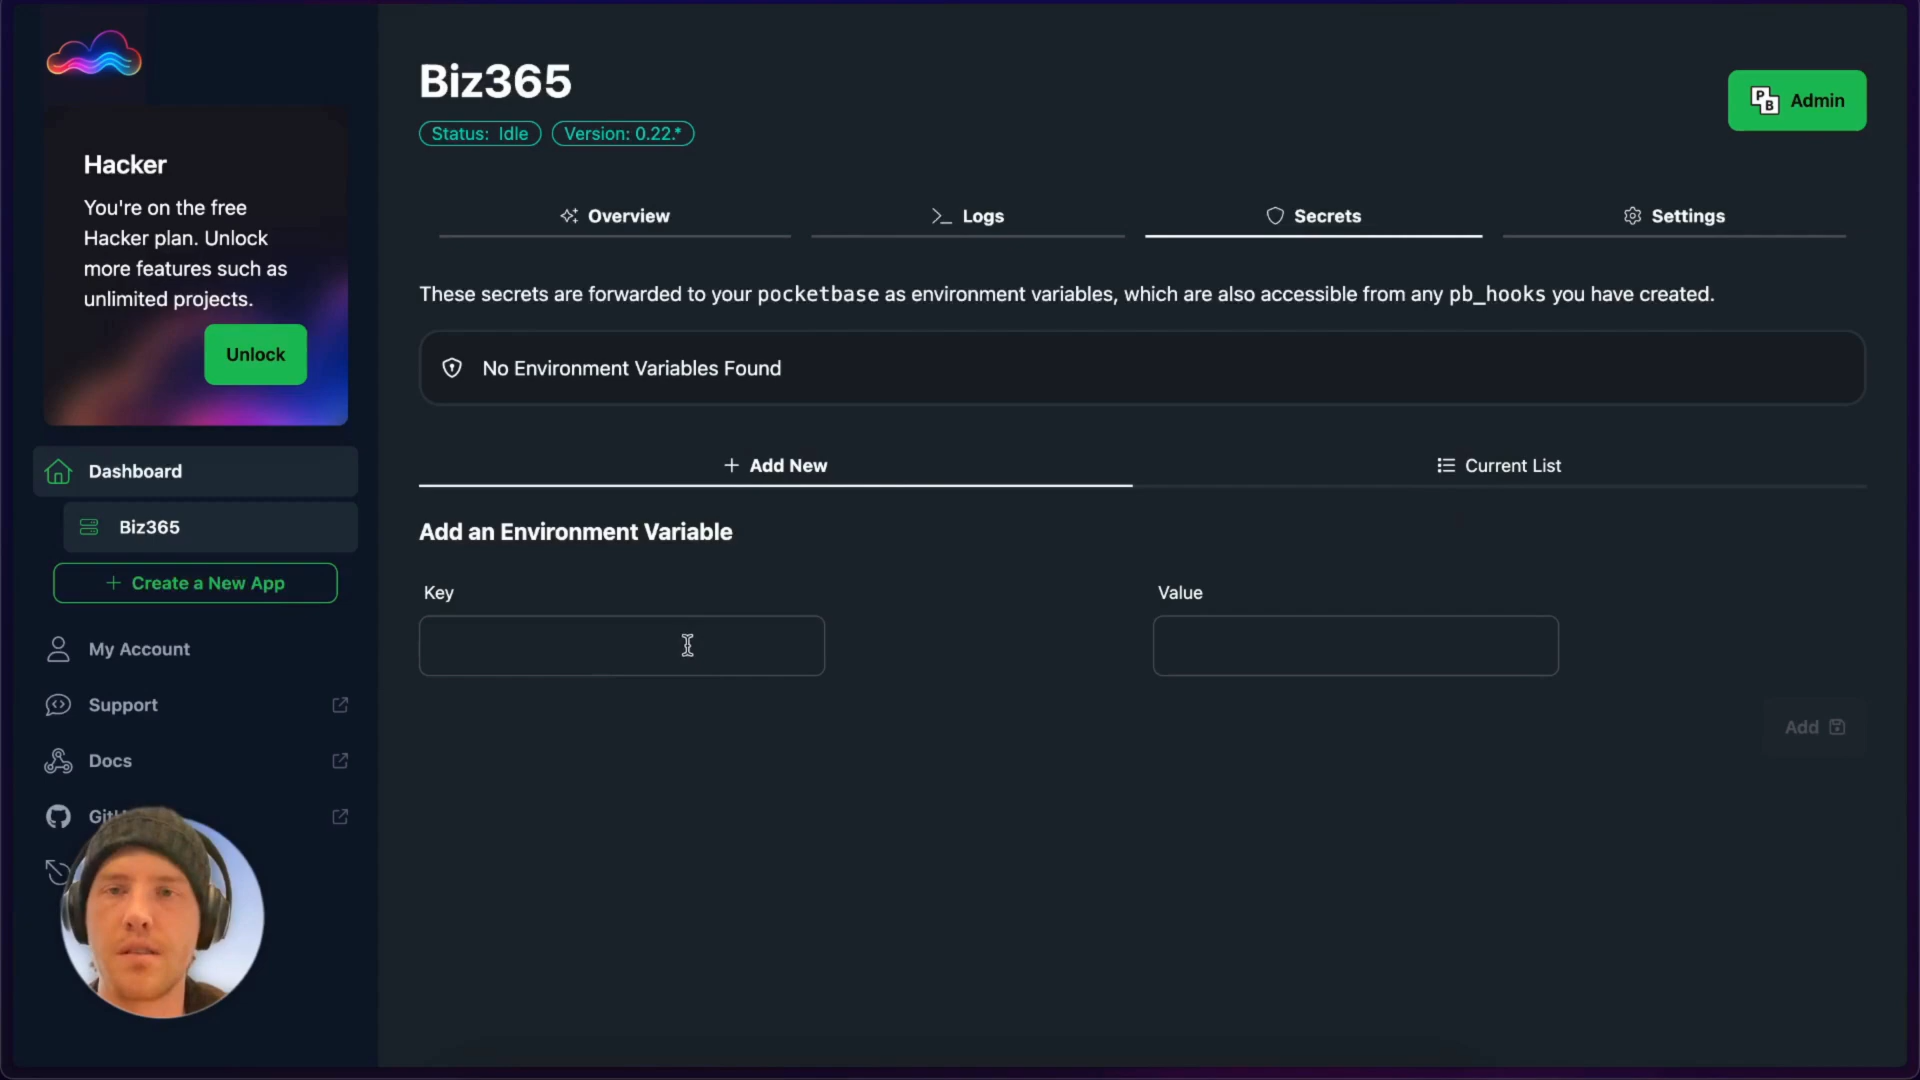 Hacker
You're on the free
Hacker plan. Unlock
more features such as
unlimited projects.
Unlock
Dashboard
Biz365
+ Create a New App
My Account
Support
Docs
Biz365
Status: Idle
Version: 0.22.*
PB Admin
Overview
Logs
Secrets
Settings
These secrets are forwarded to your pocketbase as environment variables, which are also accessible from any pb_hooks you have created.
No Environment Variables Found
+ Add New
Current List
Add an Environment Variable
Key
Value
Add